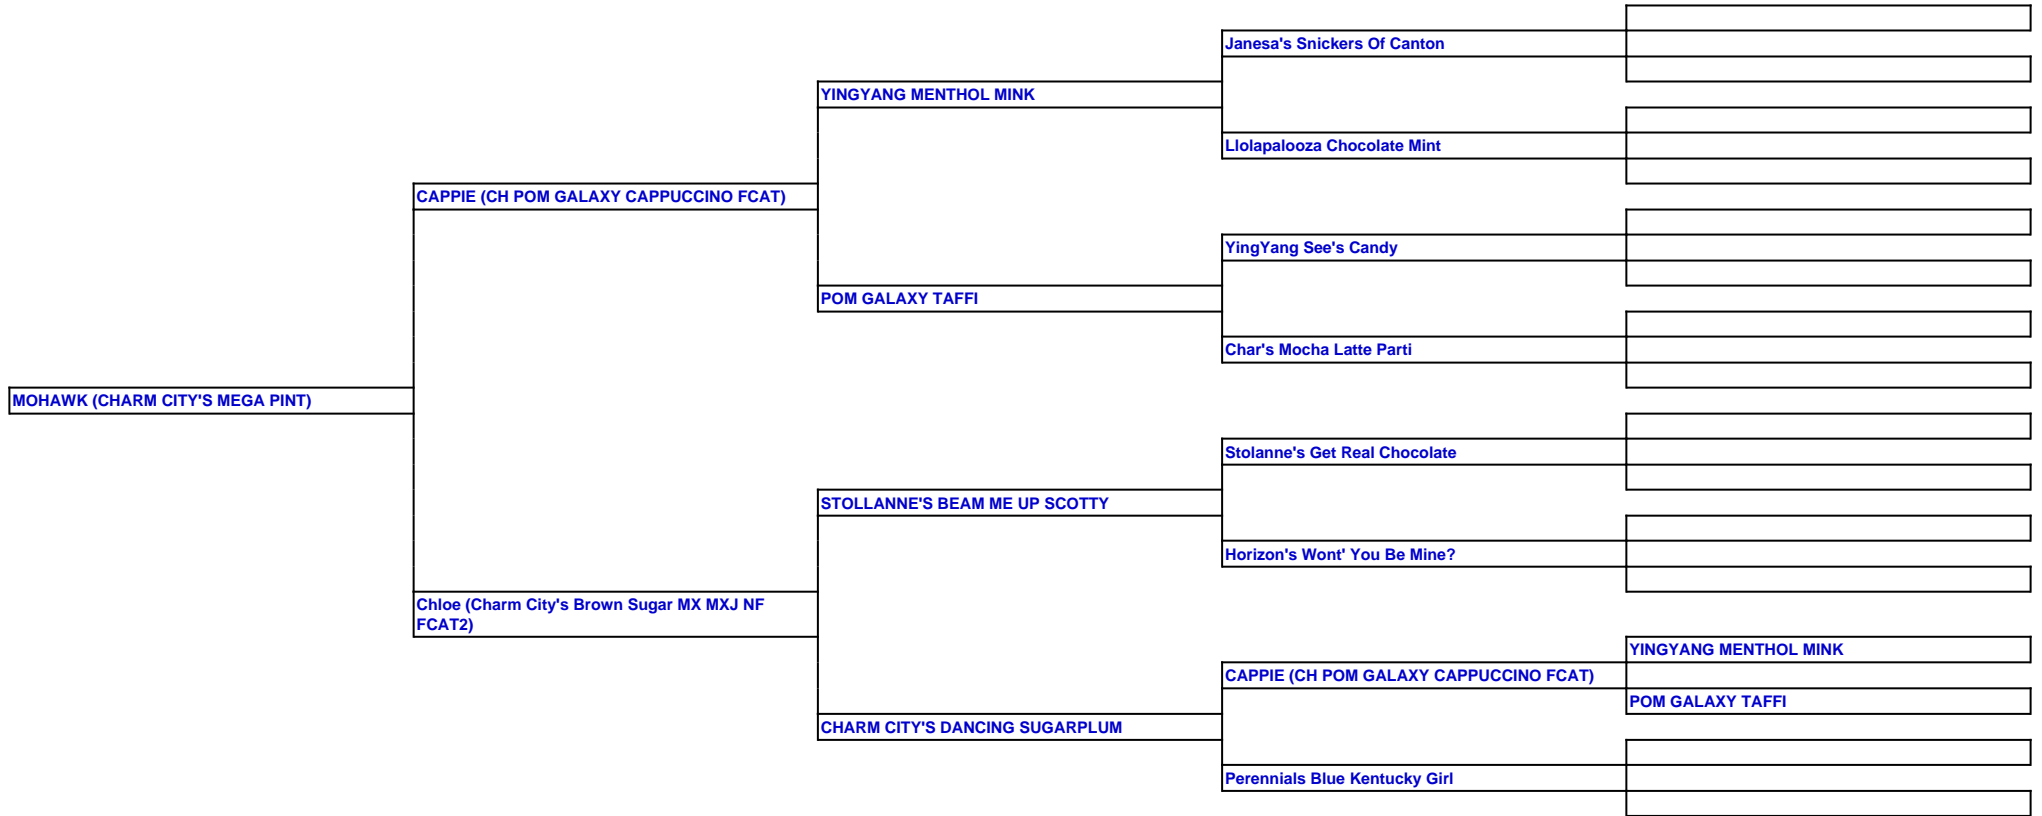 Janesa's Snickers Of Canton
YINGYANG MENTHOL MINK
Llolapalooza Chocolate Mint
CAPPIE (CH POM GALAXY CAPPUCCINO FCAT)
YingYang See's Candy
POM GALAXY TAFFI
Char's Mocha Latte Parti
MOHAWK (CHARM CITY'S MEGA PINT)
Stolanne's Get Real Chocolate
STOLLANNE'S BEAM ME UP SCOTTY
Horizon's Wont' You Be Mine?
Chloe (Charm City's Brown Sugar MX MXJ NF
FCAT2)
YINGYANG MENTHOL MINK
CAPPIE (CH POM GALAXY CAPPUCCINO FCAT)
POM GALAXY TAFFI
CHARM CITY'S DANCING SUGARPLUM
Perennials Blue Kentucky Girl